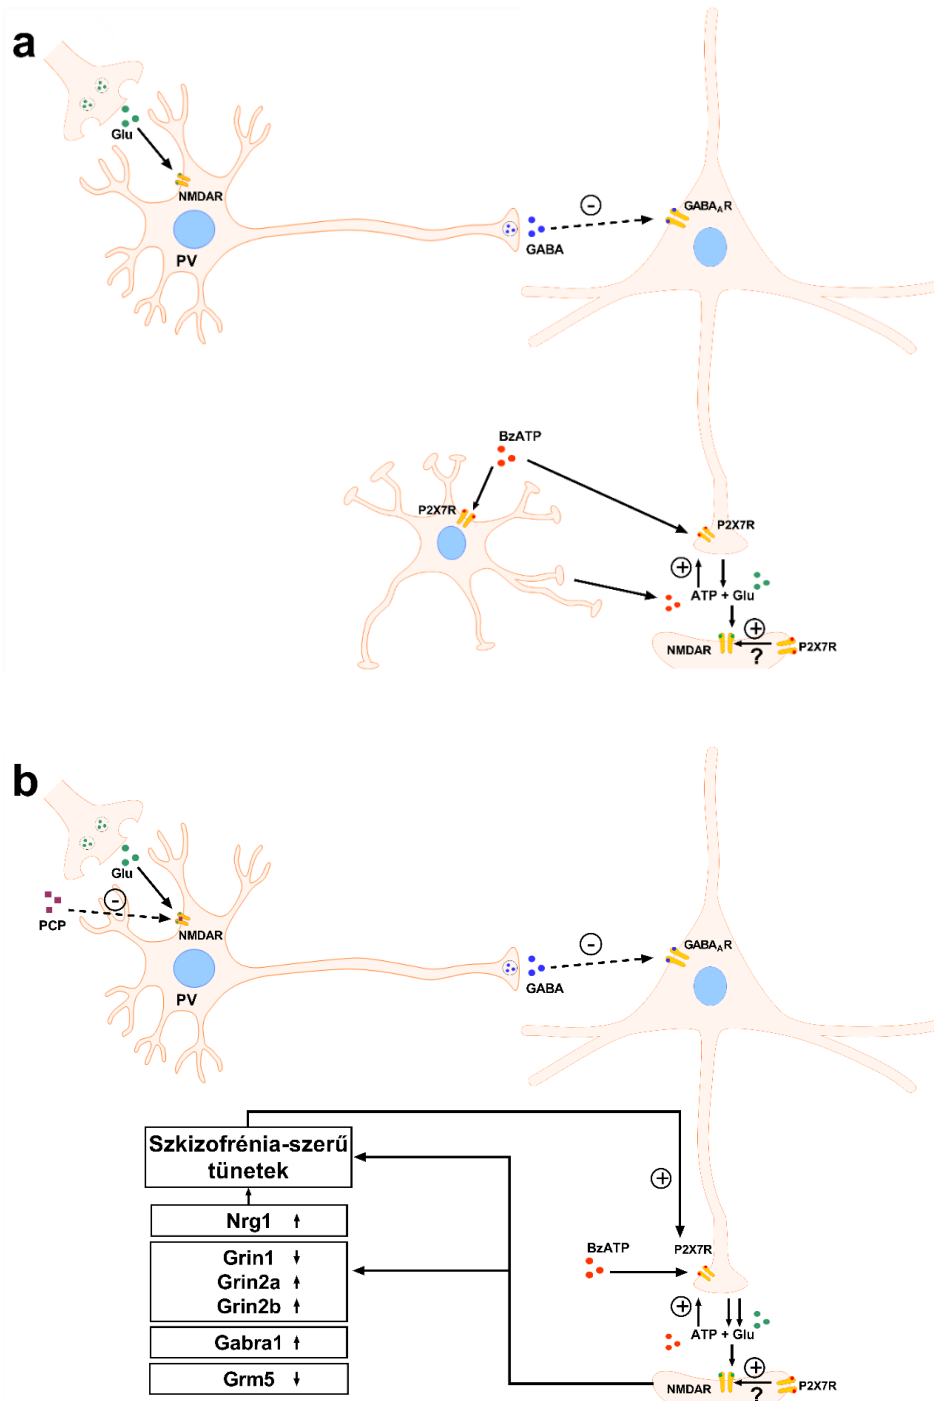 a
Glu
NMDAR
PV
-
GABA
GABAAR
BzATP
P2X7R
P2X7R
+
ATP + Glu
+
NMDAR
?
P2X7R
b
Glu
-
PCP
NMDAR
PV
-
GABA
GABAAR
Szkizofrénia-szerű
tünetek
+
Nrg1 ↑
Grin1 ↓
Grin2a ↑
Grin2b ↑
Gabra1 ↑
Grm5 ↓
BzATP
P2X7R
+
ATP + Glu
+
NMDAR
?
P2X7R